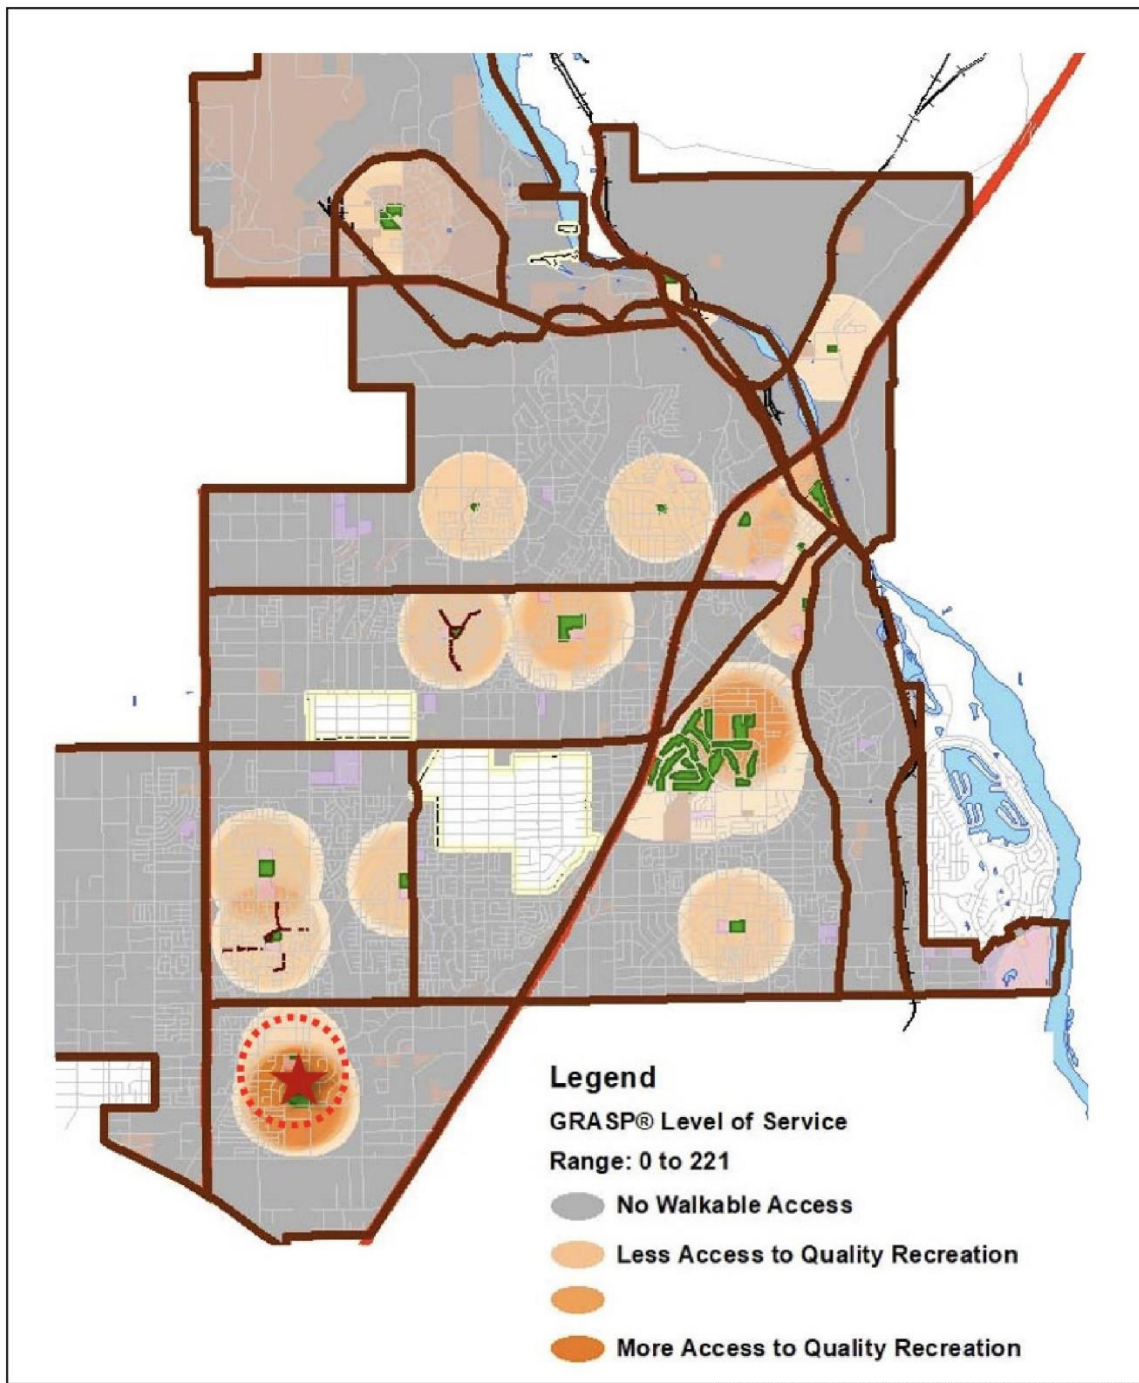 Legend
GRASP® Level of Service
Range: 0 to 221
No Walkable Access
Less Access to Quality Recreation
More Access to Quality Recreation